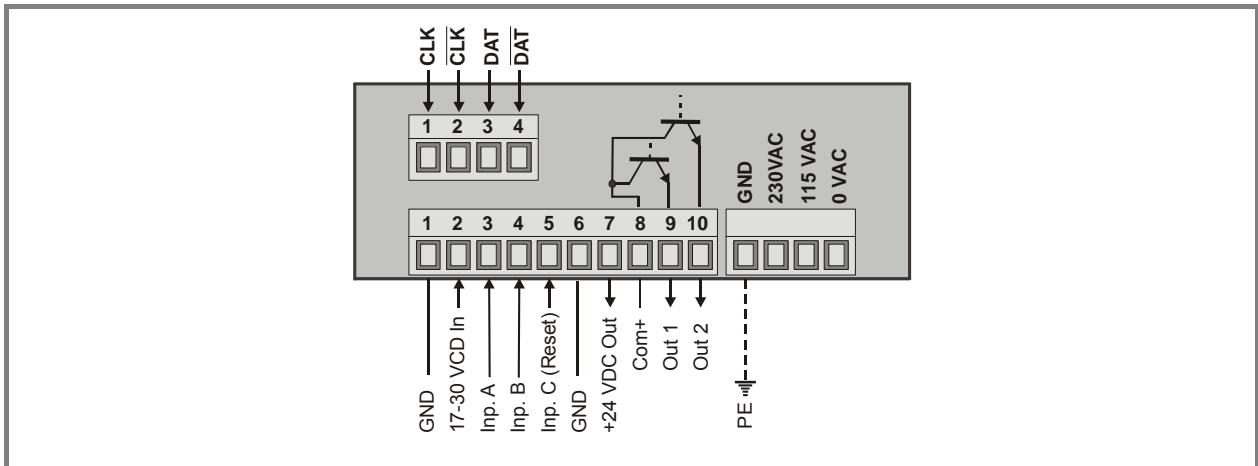 CLK
C̅L̅K̅
DAT
D̅A̅T̅
1 2 3 4
GND
230VAC
115 VAC
0 VAC
1 2 3 4 5 6 7 8 9 10
GND
17-30 VCD In
Inp. A
Inp. B
Inp. C (Reset)
GND
+24 VDC Out
Com+
Out 1
Out 2
PE